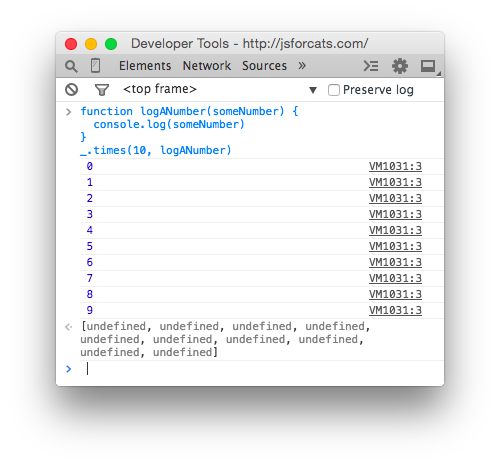 Developer Tools - http://jsforcats.com/
Elements Network Sources »
<top frame> ▼ Preserve log
> function logANumber(someNumber) {
console.log(someNumber)
}
_.times(10, logANumber)
0 VM1031:3
1 VM1031:3
2 VM1031:3
3 VM1031:3
4 VM1031:3
5 VM1031:3
6 VM1031:3
7 VM1031:3
8 VM1031:3
9 VM1031:3
[undefined, undefined, undefined, undefined,
undefined, undefined, undefined, undefined,
undefined, undefined]
>